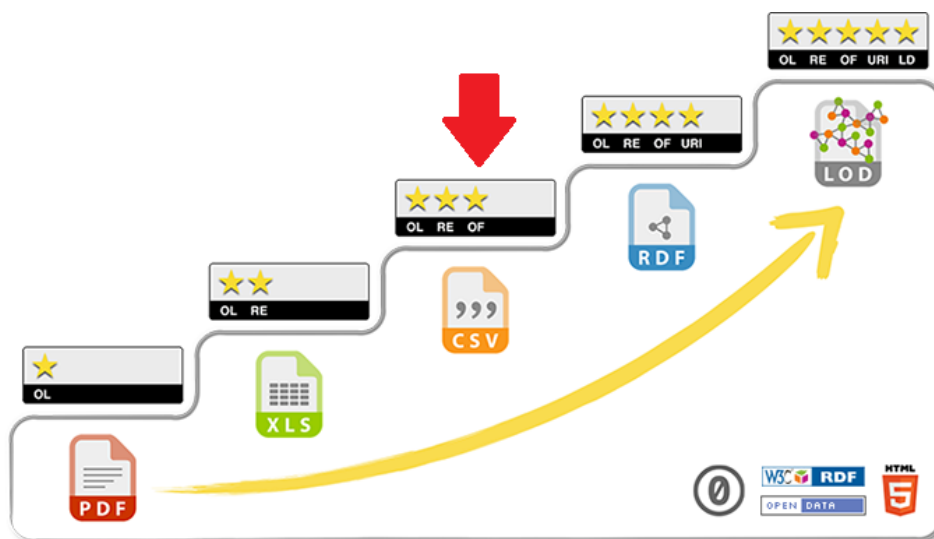 OL RE OF URI LD
OL RE OF URI
LOD
OL RE OF
RDF
OL RE
,,,
CSV
OL
XLS
PDF
0
W3C RDF
OPEN DATA
HTML
5